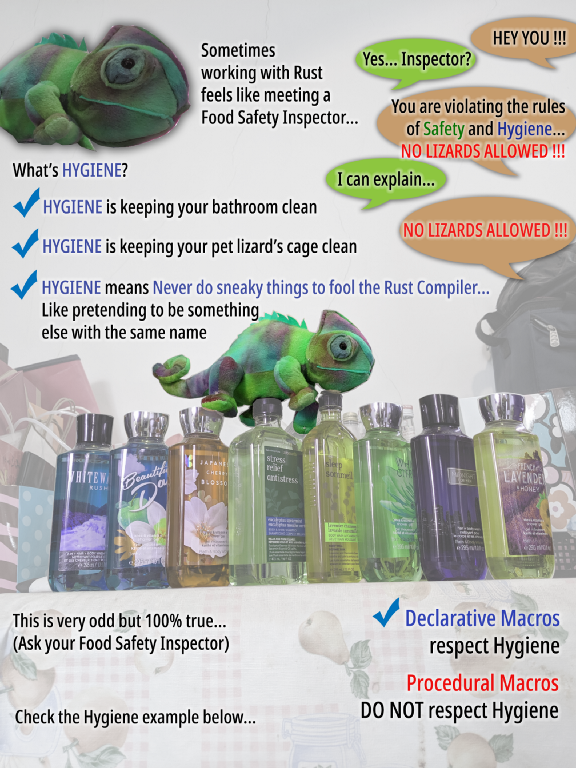 Sometimes
working with Rust
feels like meeting a
Food Safety Inspector...
HEY YOU !!!
Yes... Inspector?
You are violating the rules
of Safety and Hygiene...
NO LIZARDS ALLOWED !!!
I can explain...
NO LIZARDS ALLOWED !!!
What's HYGIENE?
HYGIENE is keeping your bathroom clean
HYGIENE is keeping your pet lizard's cage clean
HYGIENE means Never do sneaky things to fool the Rust Compiler...
Like pretending to be something
else with the same name
WHITE
RUSH
Beautiful
Day
JAPANESE
CHERRY
BLOSSOM
stress
relief
antistress
sleep
LAVENDER
& HONEY
This is very odd but 100% true...
(Ask your Food Safety Inspector)
Declarative Macros
respect Hygiene
Procedural Macros
DO NOT respect Hygiene
Check the Hygiene example below...